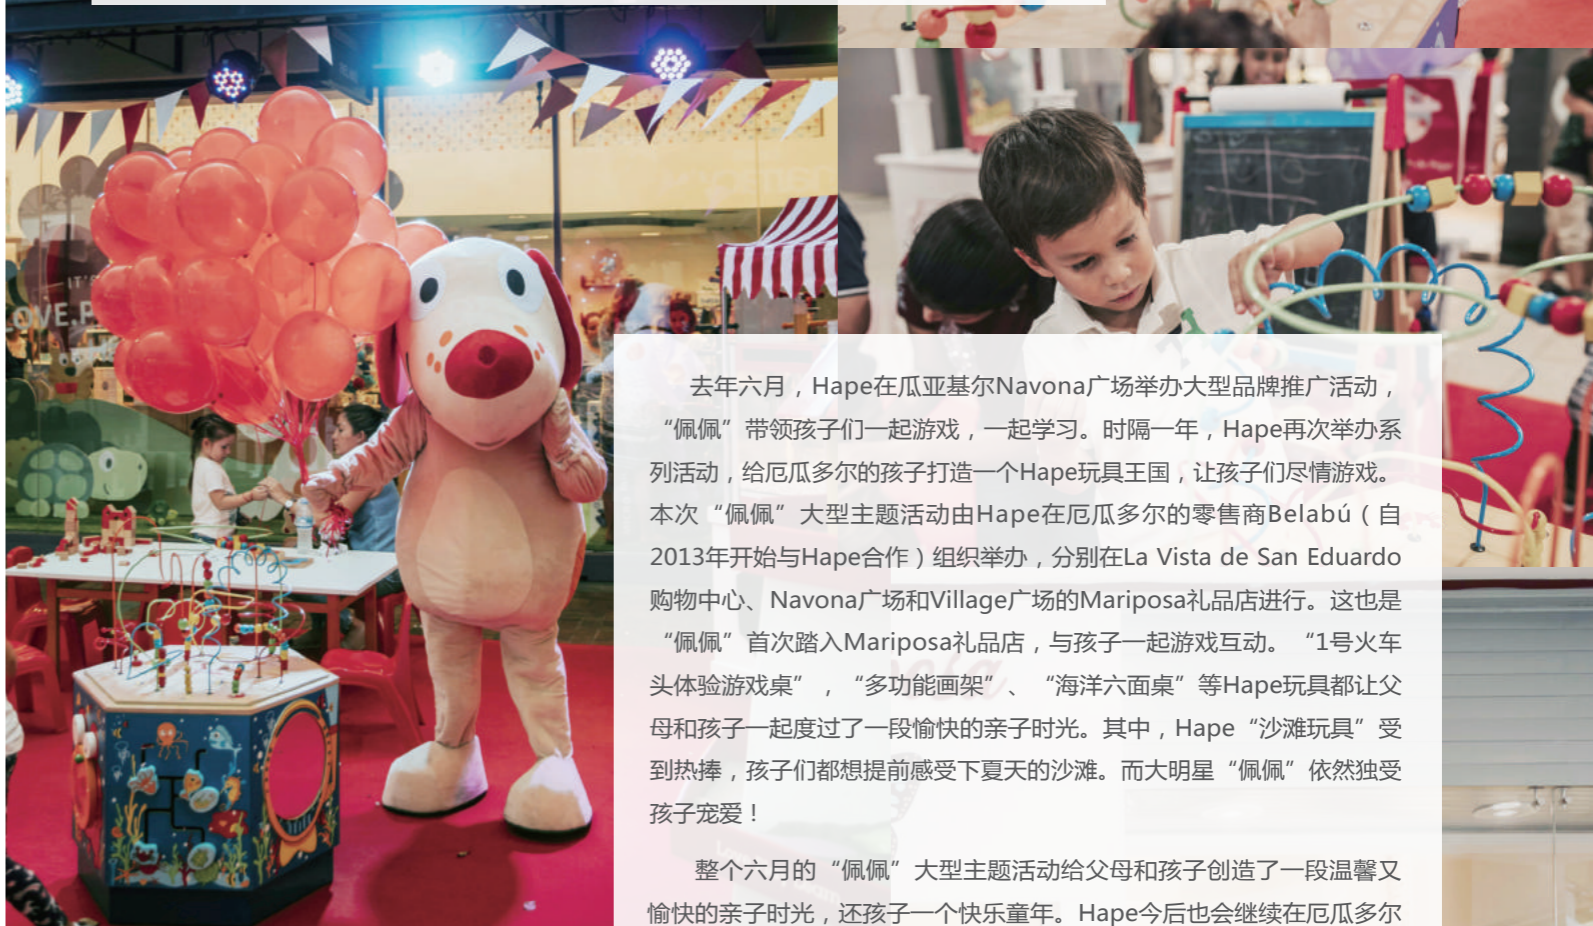 IT'S
OVE, P
去年六月，Hape在瓜亚基尔Navona广场举办大型品牌推广活动，
“佩佩”带领孩子们一起游戏，一起学习。时隔一年，Hape再次举办系
列活动，给厄瓜多尔的孩子打造一个Hape玩具王国，让孩子们尽情游戏。
本次“佩佩”大型主题活动由Hape在厄瓜多尔的零售商Belabú（自
2013年开始与Hape合作）组织举办，分别在La Vista de San Eduardo
购物中心、Navona广场和Village广场的Mariposa礼品店进行。这也是
“佩佩”首次踏入Mariposa礼品店，与孩子一起游戏互动。“1号火车
头体验游戏桌”，“多功能画架”、“海洋六面桌”等Hape玩具都让父
母和孩子一起度过了一段愉快的亲子时光。其中，Hape“沙滩玩具”受
到热捧，孩子们都想提前感受下夏天的沙滩。而大明星“佩佩”依然独受
孩子宠爱！
整个六月的“佩佩”大型主题活动给父母和孩子创造了一段温馨又
愉快的亲子时光，还孩子一个快乐童年。Hape今后也会继续在厄瓜多尔